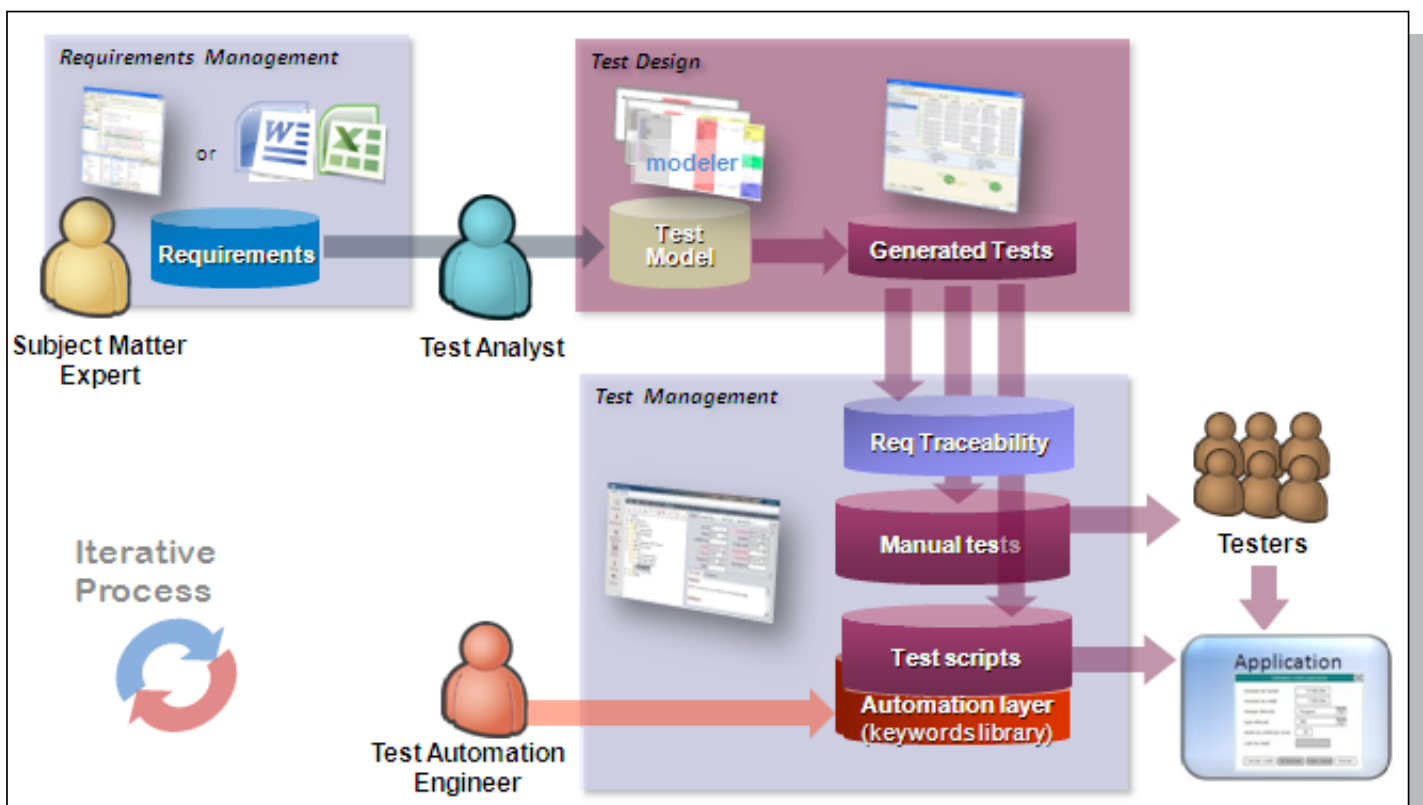 Requirements Management
or
W
X
Requirements
Subject Matter
Expert
Test Analyst
Test Design
modeler
Test
Model
Generated Tests
Test Management
Req Traceability
Manual tests
Test scripts
Automation layer
(keywords library)
Testers
Application
Iterative
Process
Test Automation
Engineer